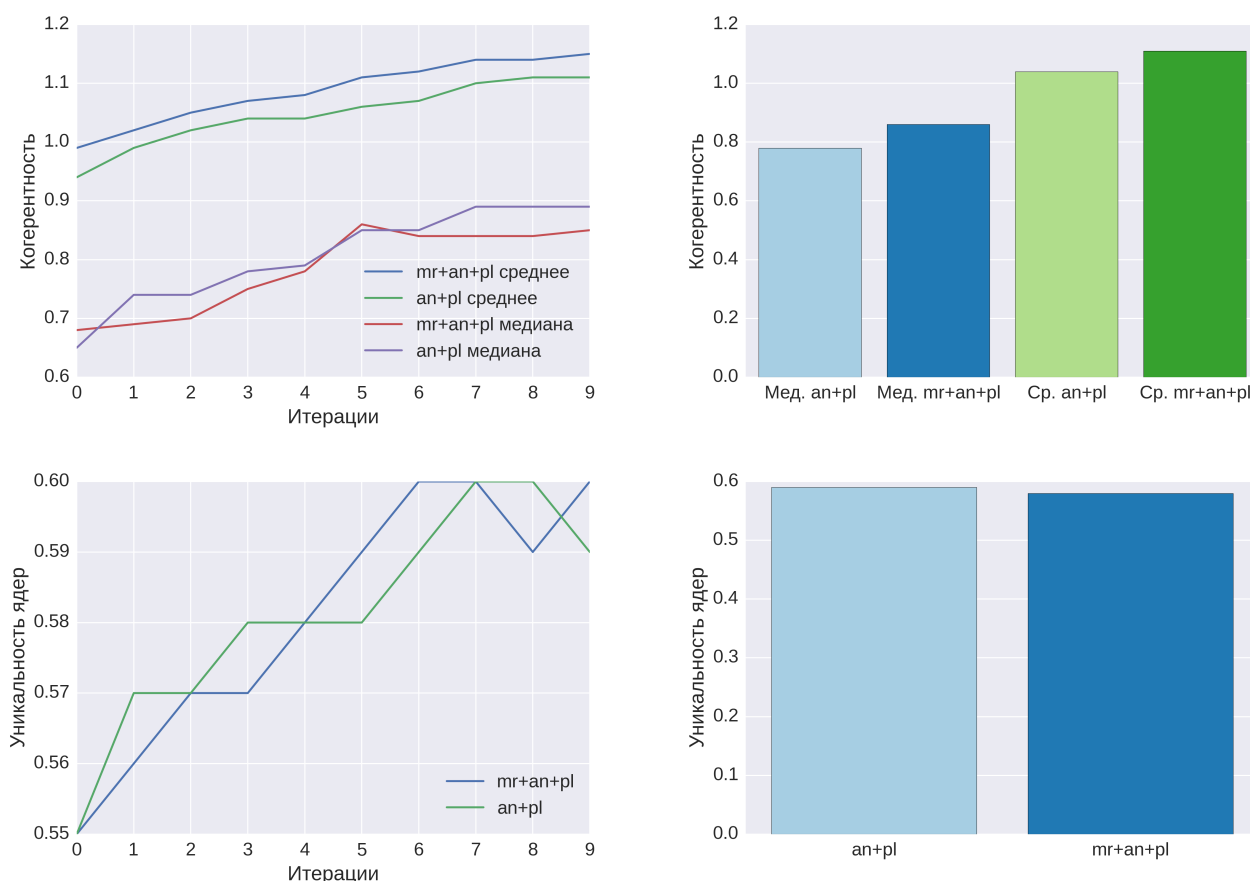 1.2
1.1
1.0
0.9
0.8
0.7
0.6
Когерентность
mr+an+pl среднее
an+pl среднее
mr+an+pl медиана
an+pl медиана
0 1 2 3 4 5 6 7 8 9
Итерации
1.2
1.0
0.8
0.6
0.4
0.2
0.0
Когерентность
Мед. an+pl Мед. mr+an+pl Ср. an+pl Ср. mr+an+pl
0.60
0.59
0.58
0.57
0.56
0.55
Уникальность ядер
mr+an+pl
an+pl
0 1 2 3 4 5 6 7 8 9
Итерации
0.6
0.5
0.4
0.3
0.2
0.1
0.0
Уникальность ядер
an+pl mr+an+pl